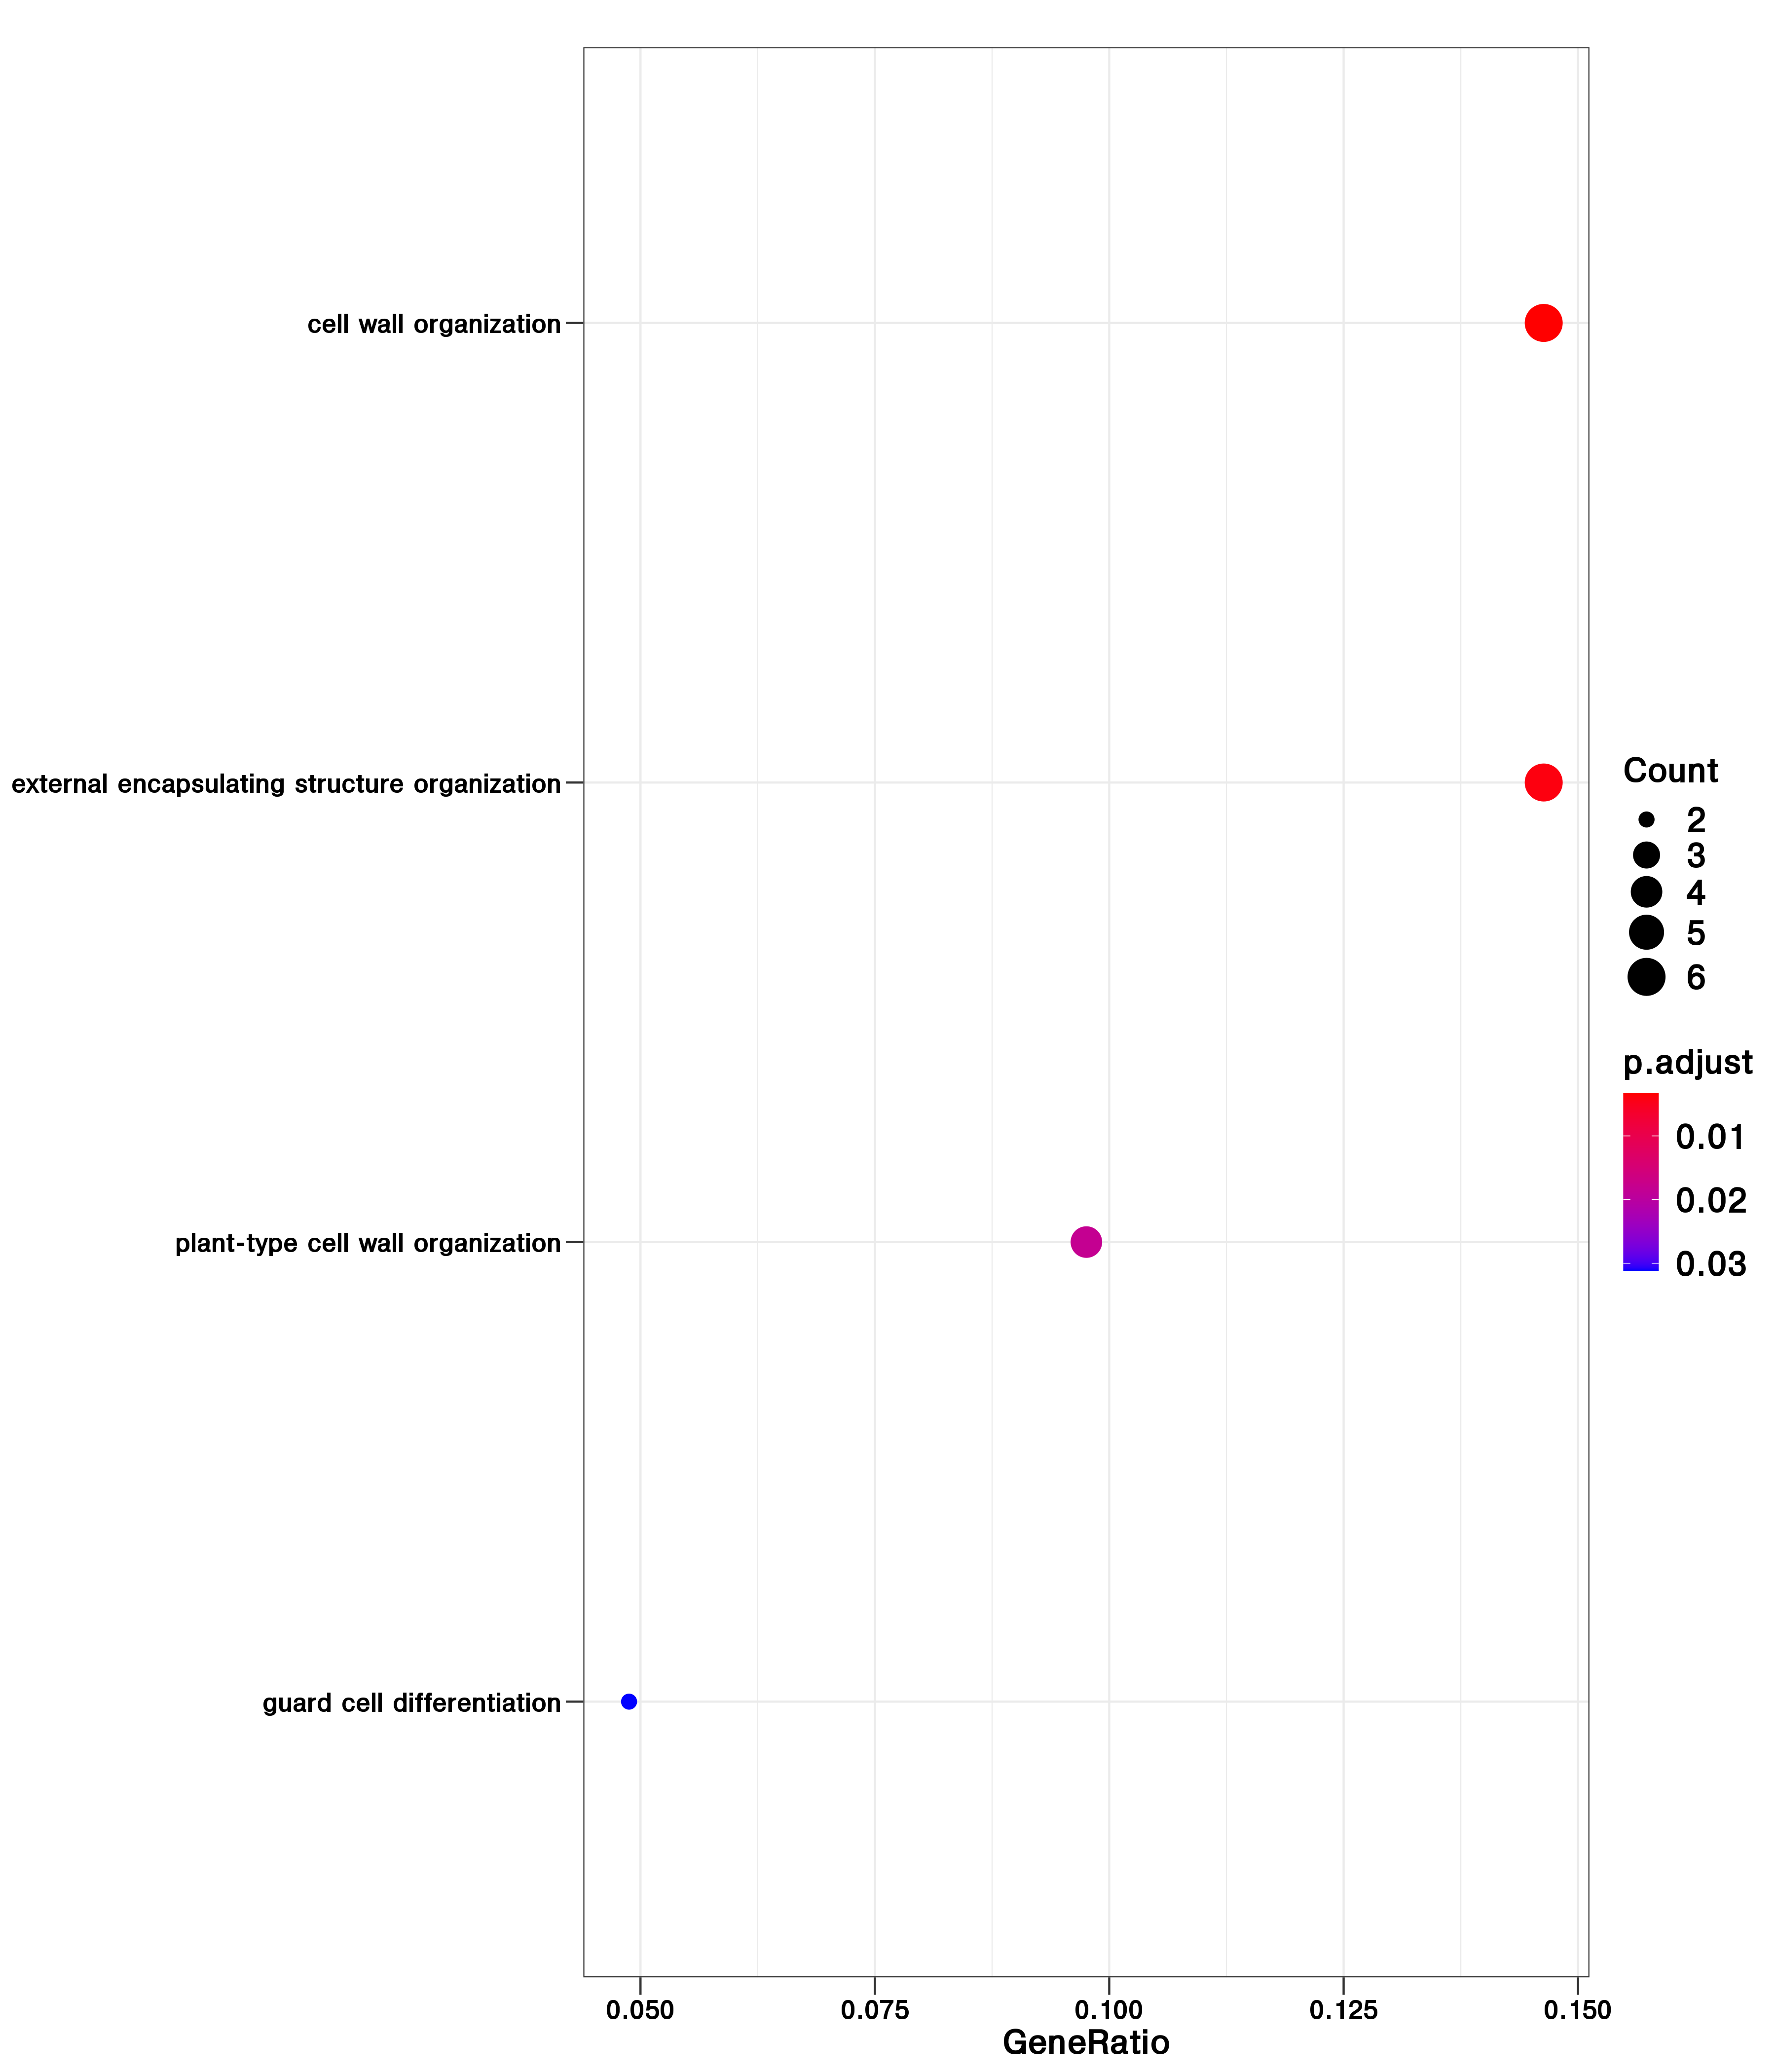 cell wall organization
external encapsulating structure organization
plant-type cell wall organization
guard cell differentiation
0.050 0.075 0.100 0.125 0.150
GeneRatio
Count
2
3
4
5
6
p.adjust
0.01
0.02
0.03